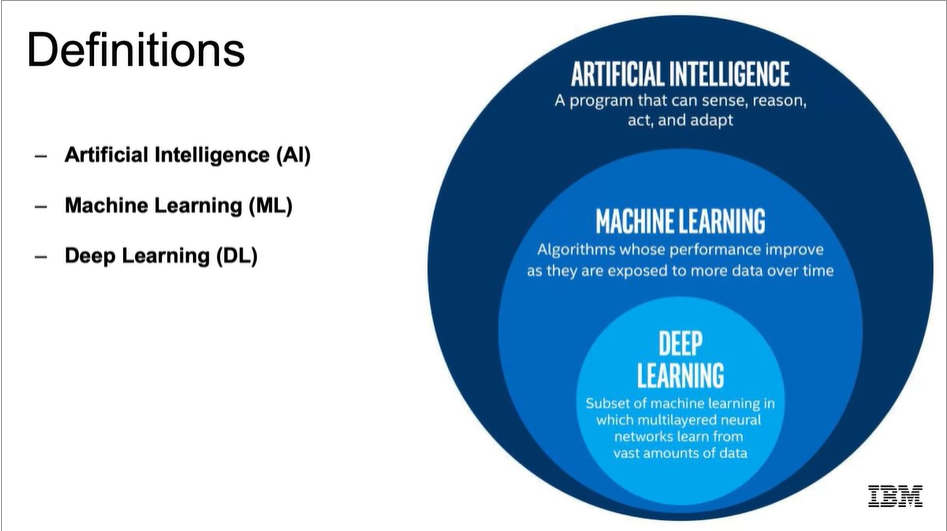 Definitions
– Artificial Intelligence (AI)
– Machine Learning (ML)
– Deep Learning (DL)
ARTIFICIAL INTELLIGENCE
A program that can sense, reason,
act, and adapt
MACHINE LEARNING
Algorithms whose performance improve
as they are exposed to more data over time
DEEP
LEARNING
Subset of machine learning in
which multilayered neural
networks learn from
vast amounts of data
IBM